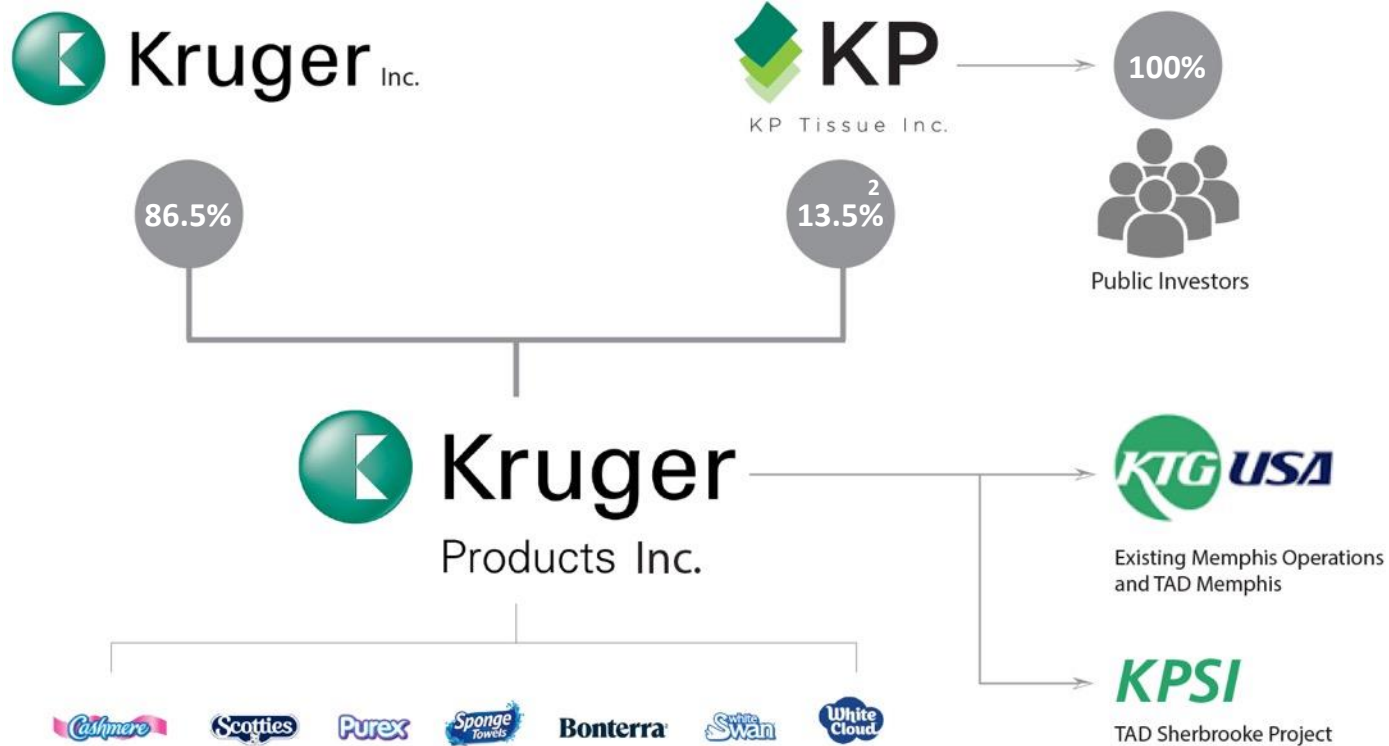 Kruger Inc.
KP
KP Tissue Inc.
100%
86.5%
13.5% 2
Public Investors
Kruger
Products Inc.
KTG USA
Existing Memphis Operations
and TAD Memphis
KPSI
TAD Sherbrooke Project
Cashmere
Scotties
Purex
Sponge
Towels
Bonterra
White
Swan
White
Cloud